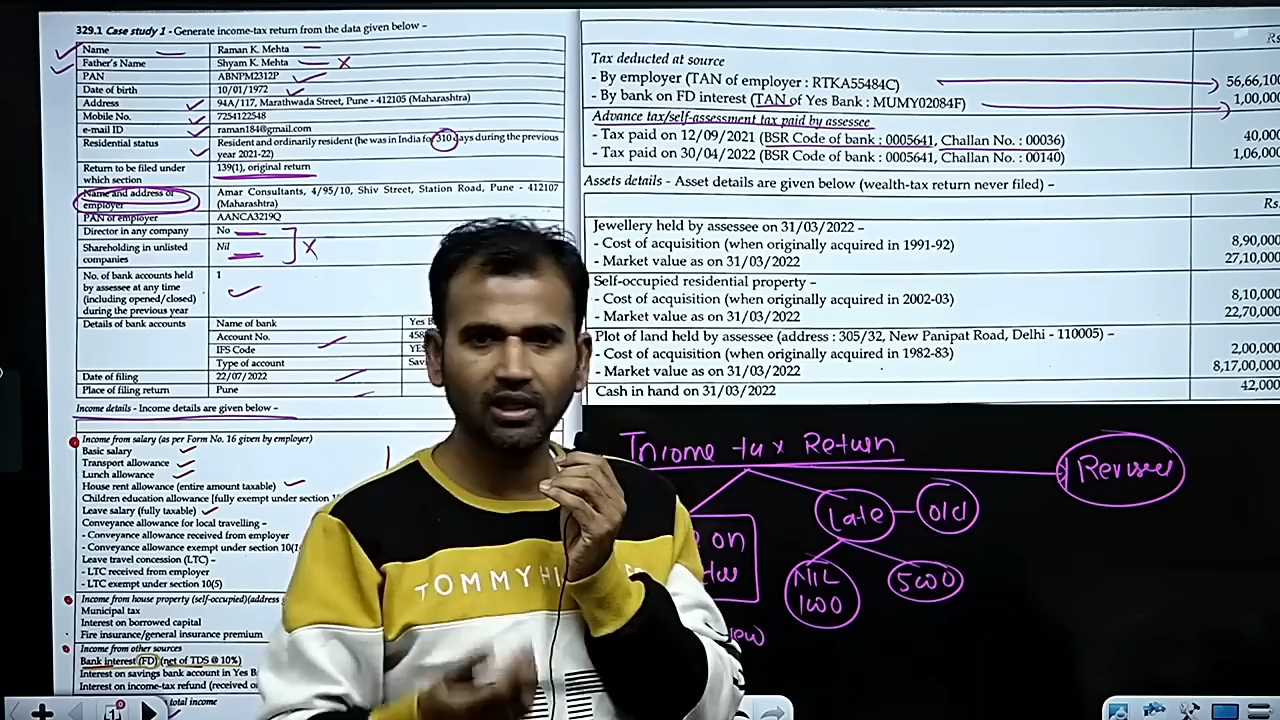 329.1 Case study 1 - Generate income-tax return from the data given below –
Name Raman K. Mehta
Father's Name Shyam K. Mehta
PAN ABNPM2312P
Date of birth 10/01/1972
Address 94A/117, Marathwada Street, Pune - 412105 (Maharashtra)
Mobile No. 7254122548
e-mail ID raman184@gmail.com
Residential status Resident and ordinarily resident (he was in India for 310 days during the previous
year 2021-22)
Return to be filed under 139(1), original return
which section
Name and address of Amar Consultants, 4/95/10, Shiv Street, Station Road, Pune - 412107
employer (Maharashtra)
PAN of employer AANCA3219Q
Director in any company No
Shareholding in unlisted Nil
companies
No. of bank accounts held 1
by assessee at any time
(including opened/closed)
during the previous year
Details of bank accounts Name of bank Yes B
Account No. 458
IFS Code YES
Type of account Sav
Date of filing 22/07/2022
Place of filing return Pune
Income details - Income details are given below –
Income from salary (as per Form No. 16 given by employer)
Basic salary
Transport allowance
Lunch allowance
House rent allowance (entire amount taxable)
Children education allowance [fully exempt under section 1
Leave salary (fully taxable)
Conveyance allowance for local travelling –
- Conveyance allowance received from employer
- Conveyance allowance exempt under section 10(1
Leave travel concession (LTC) –
- LTC received from employer
- LTC exempt under section 10(5)
Income from house property (self-occupied)(address
Municipal tax
Interest on borrowed capital
Fire insurance/general insurance premium
Income from other sources
Bank interest (FD) (net of TDS @ 10%)
Interest on savings bank account in Yes B
Interest on income-tax refund (received o
total income
Rs
Tax deducted at source
- By employer (TAN of employer : RTKA55484C) 56,66,100
- By bank on FD interest (TAN of Yes Bank : MUMY02084F) 1,00,000
Advance tax/self-assessment tax paid by assessee
- Tax paid on 12/09/2021 (BSR Code of bank : 0005641, Challan No. : 00036) 40,000
- Tax paid on 30/04/2022 (BSR Code of bank : 0005641, Challan No. : 00140) 1,06,000
Assets details - Asset details are given below (wealth-tax return never filed) –
Rs.
Jewellery held by assessee on 31/03/2022 –
- Cost of acquisition (when originally acquired in 1991-92) 8,90,000
- Market value as on 31/03/2022 27,10,000
Self-occupied residential property –
- Cost of acquisition (when originally acquired in 2002-03) 8,10,000
- Market value as on 31/03/2022 22,70,000
Plot of land held by assessee (address : 305/32, New Panipat Road, Delhi - 110005) –
- Cost of acquisition (when originally acquired in 1982-83) 2,00,000
- Market value as on 31/03/2022 8,17,00,000
Cash in hand on 31/03/2022 42,000
Income tax Return
Revised
Late
old
on
NIL
5000
TOMMY HI